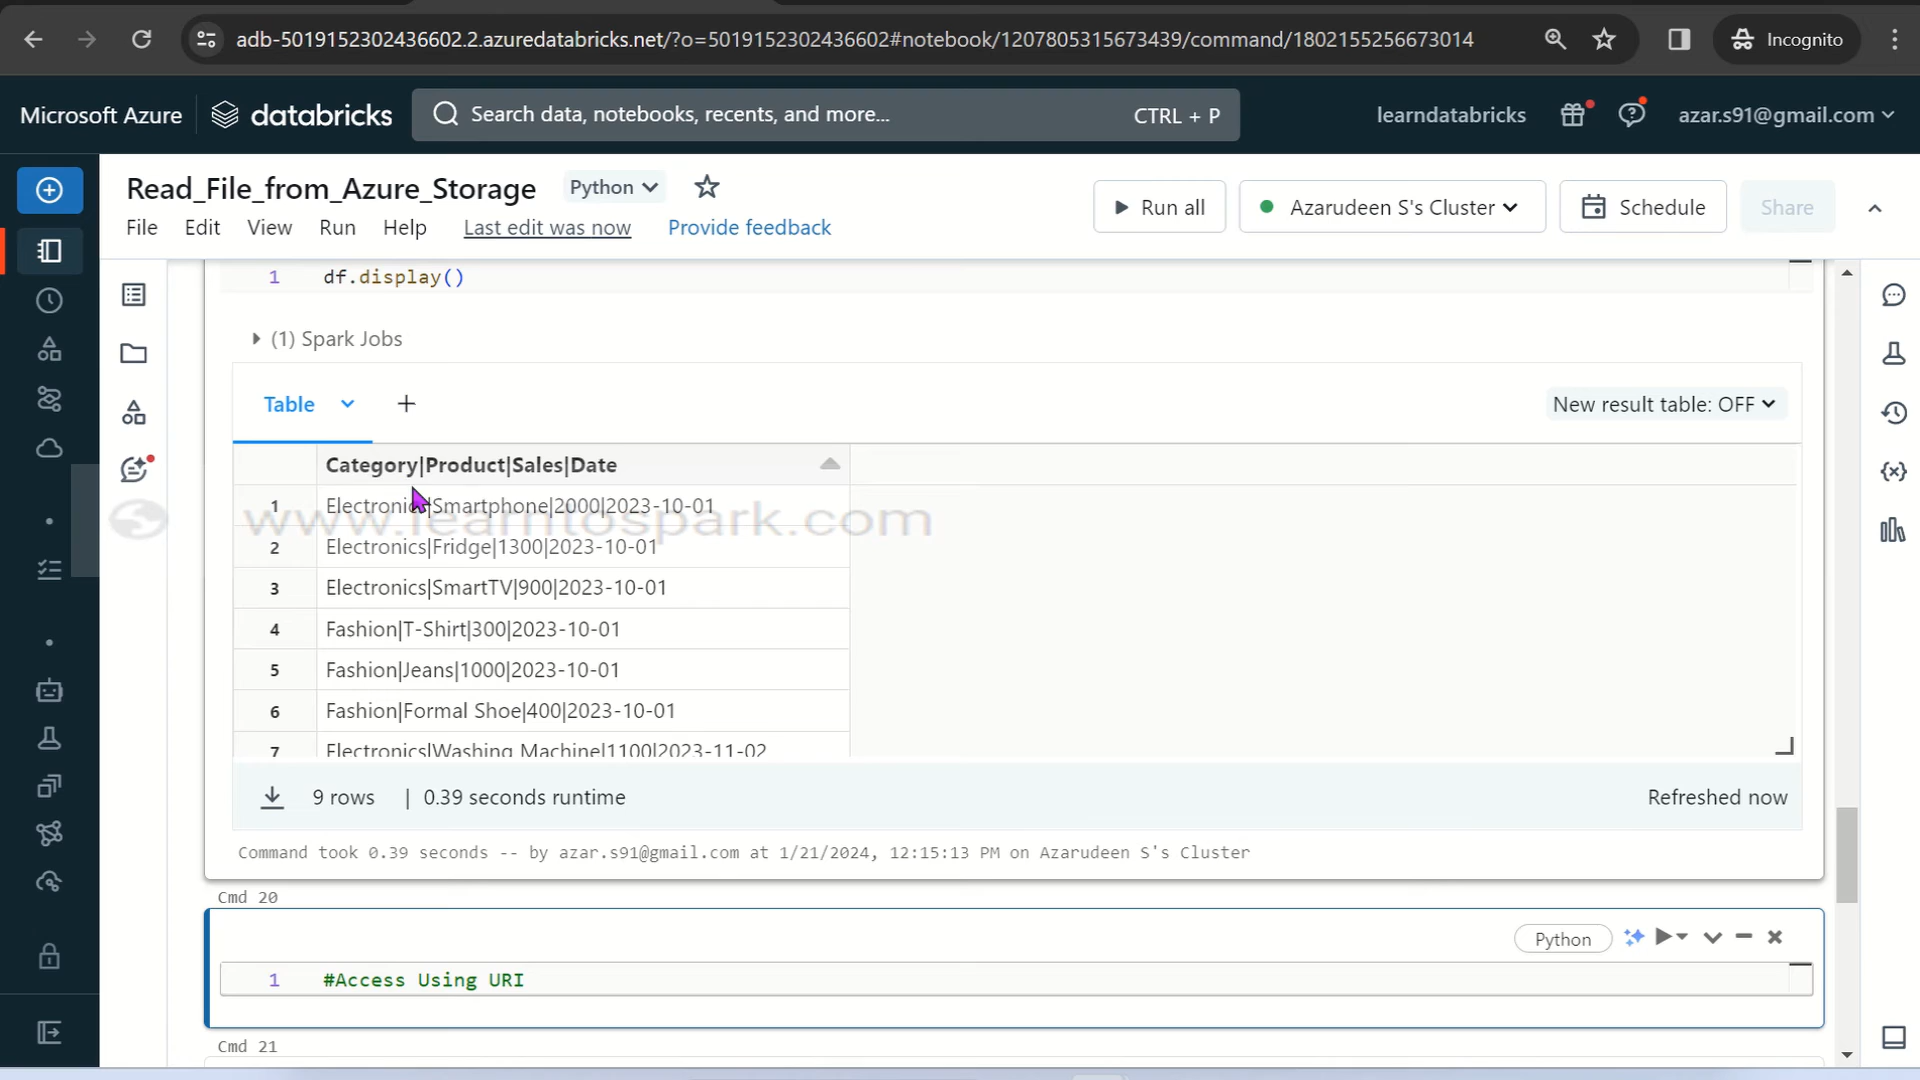 adb-5019152302436602.2.azuredatabricks.net/?o=5019152302436602#notebook/1207805315673439/command/1802155256673014
Incognito
Microsoft Azure
databricks
Search data, notebooks, recents, and more...
CTRL + P
learndatabricks
azar.s91@gmail.com
Read_File_from_Azure_Storage
Python
File Edit View Run Help Last edit was now Provide feedback
Run all
Azarudeen S's Cluster
Schedule
Share
1 df.display()
(1) Spark Jobs
Table
New result table: OFF
Category|Product|Sales|Date
1 Electronics|Smartphone|2000|2023-10-01
www.learntospark.com
2 Electronics|Fridge|1300|2023-10-01
3 Electronics|SmartTV|900|2023-10-01
4 Fashion|T-Shirt|300|2023-10-01
5 Fashion|Jeans|1000|2023-10-01
6 Fashion|Formal Shoe|400|2023-10-01
7 Electronics|Washing Machine|1100|2023-11-02
9 rows | 0.39 seconds runtime
Refreshed now
Command took 0.39 seconds -- by azar.s91@gmail.com at 1/21/2024, 12:15:13 PM on Azarudeen S's Cluster
Cmd 20
Python
1 #Access Using URI
Cmd 21